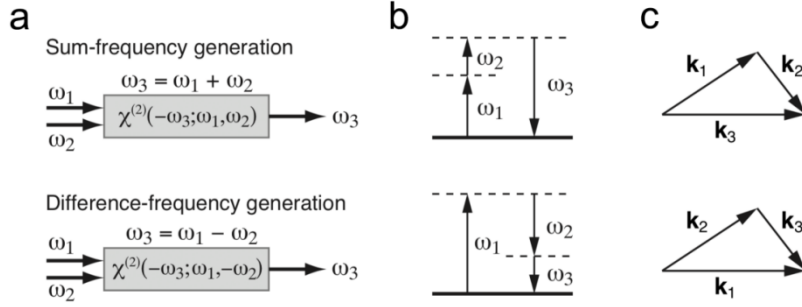 a
b
c
Sum-frequency generation
ω₃ = ω₁ + ω₂
ω₁
ω₂
χ⁽²⁾(-ω₃;ω₁,ω₂)
ω₃
ω₂
ω₁
ω₃
k₁
k₂
k₃
Difference-frequency generation
ω₃ = ω₁ - ω₂
ω₁
ω₂
χ⁽²⁾(-ω₃;ω₁,-ω₂)
ω₃
ω₁
ω₂
ω₃
k₂
k₃
k₁